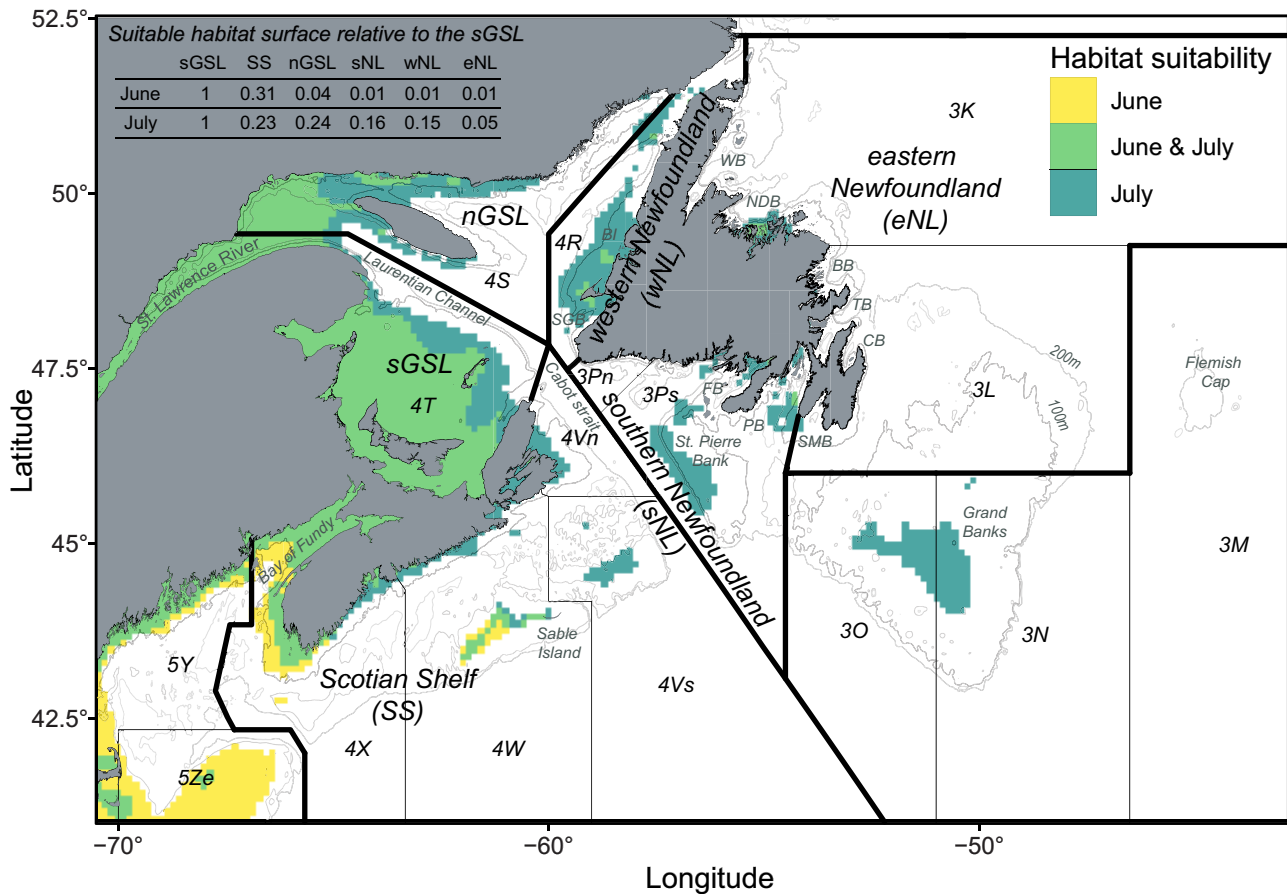 Suitable habitat surface relative to the sGSL
sGSL SS nGSL sNL wNL eNL
June 1 0.31 0.04 0.01 0.01 0.01
July 1 0.23 0.24 0.16 0.15 0.05
Habitat suitability
June
June & July
July
52.5°
50°
47.5°
45°
42.5°
Latitude
−70°
−60°
−50°
Longitude
3K
eastern
Newfoundland
(eNL)
WB
NDB
BB
TB
CB
nGSL
4R
BI
4S
western Newfoundland
(wNL)
SGB
St. Lawrence River
Laurentian Channel
sGSL
4T
Cabot strait
3Pn
3Ps
FB
PB
SMB
St. Pierre
Bank
4Vn
southern Newfoundland
(sNL)
200m
100m
3L
Flemish
Cap
Grand
Banks
3M
3O
3N
Bay of Fundy
Sable
Island
5Y
Scotian Shelf
(SS)
4Vs
4X
4W
5Ze